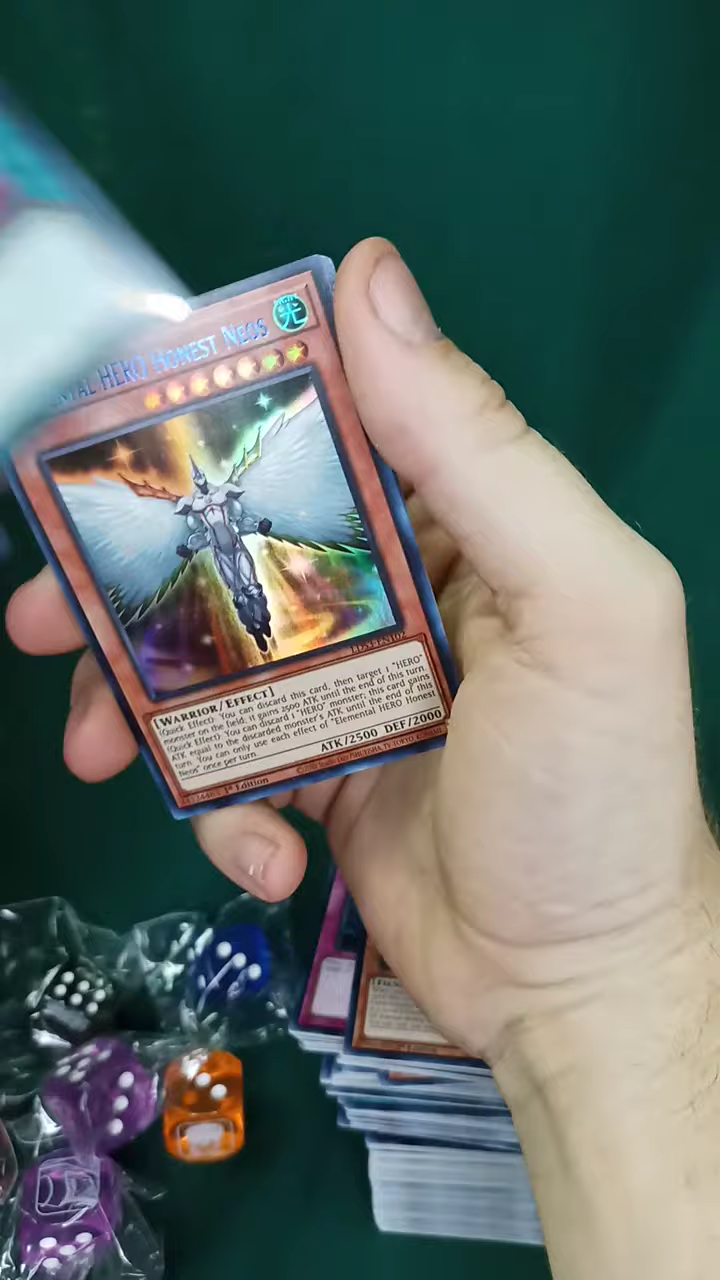 NTAL HERO HONEST NEOS
光
LDS3-EN102
[WARRIOR/EFFECT]
(Quick Effect): You can discard this card, then target 1 "HERO"
monster on the field; it gains 2500 ATK until the end of this turn.
(Quick Effect): You can discard 1 "HERO" monster; this card gains
ATK equal to the discarded monster's ATK until the end of this
turn. You can only use each effect of "Elemental HERO Honest
Neos" once per turn.
ATK/2500 DEF/2000
1st Edition